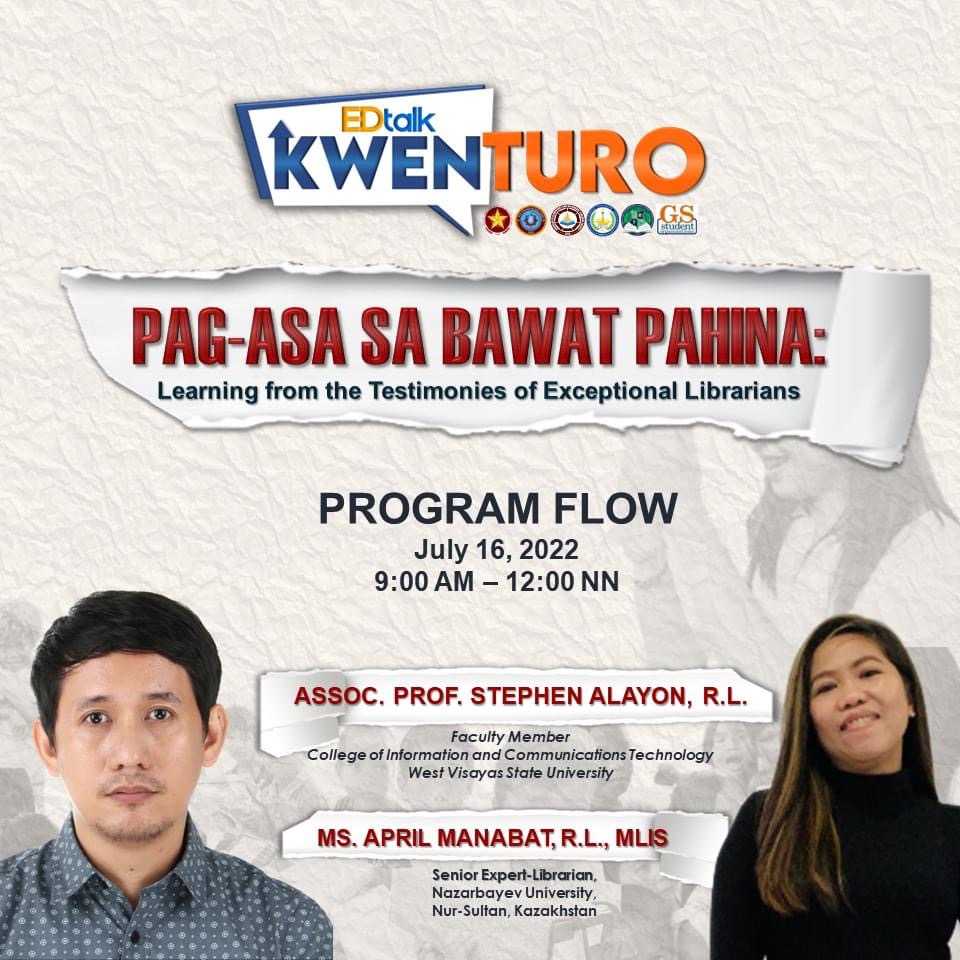 EDtalk
KWENTURO
G.S.
student
PAG-ASA SA BAWAT PAHINA:
Learning from the Testimonies of Exceptional Librarians
PROGRAM FLOW
July 16, 2022
9:00 AM – 12:00 NN
ASSOC. PROF. STEPHEN ALAYON, R.L.
Faculty Member
College of Information and Communications Technology
West Visayas State University
MS. APRIL MANABAT, R.L., MLIS
Senior Expert-Librarian,
Nazarbayev University,
Nur-Sultan, Kazakhstan